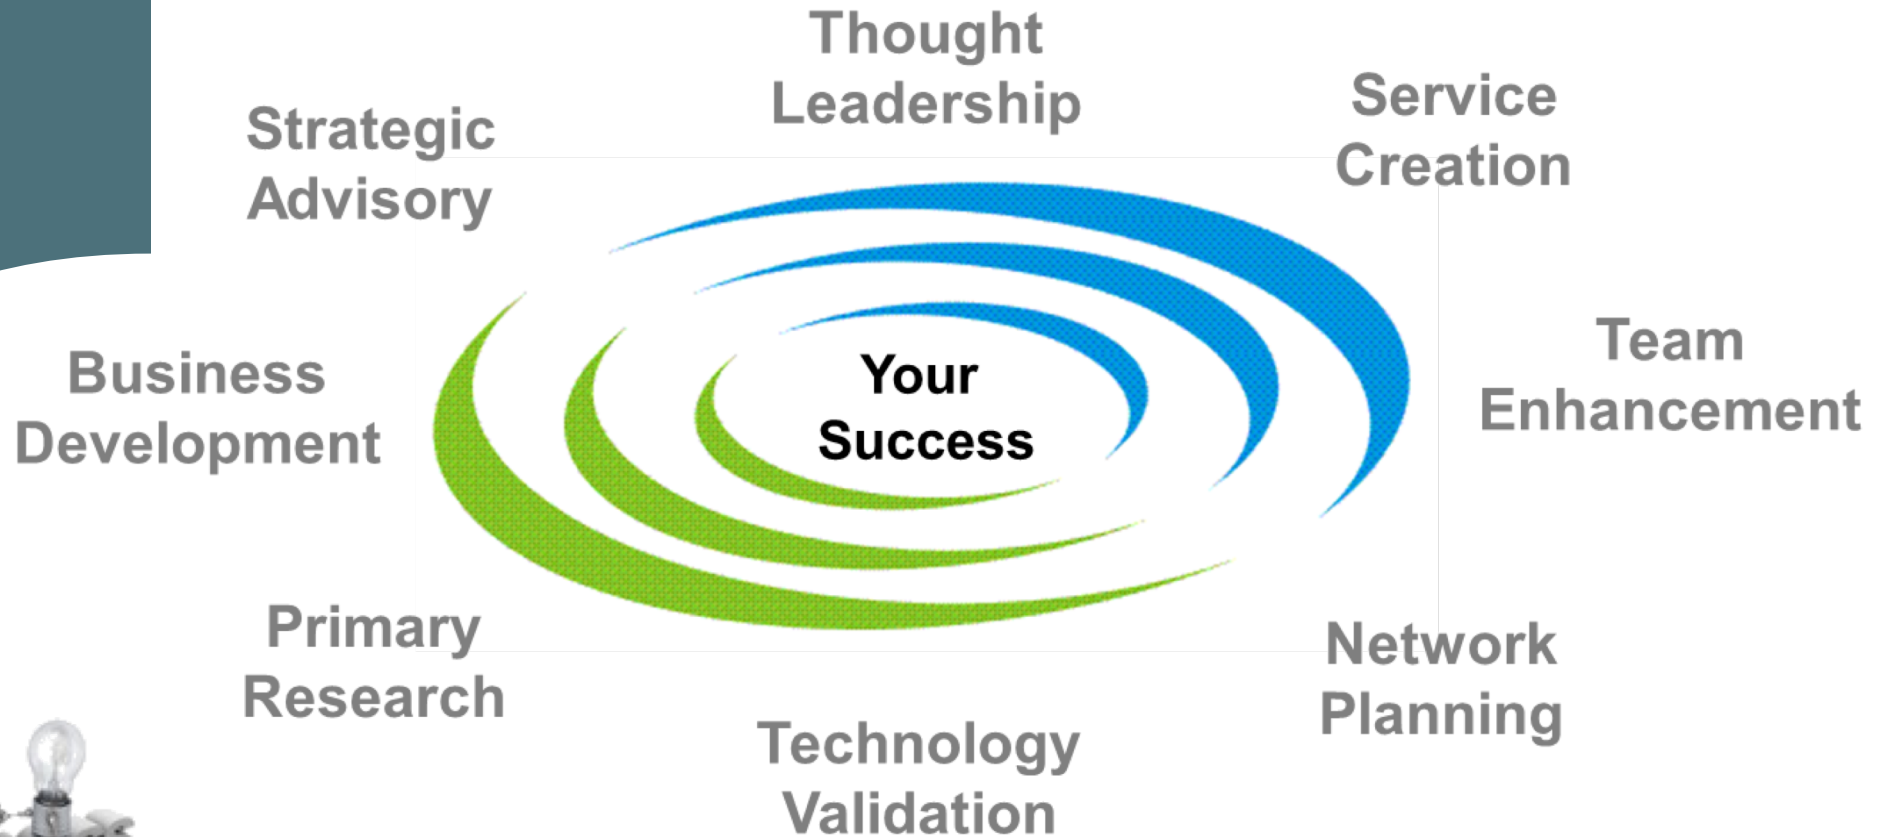 Thought
Leadership
Service
Creation
Strategic
Advisory
Team
Enhancement
Business
Development
Your
Success
Primary
Research
Network
Planning
Technology
Validation